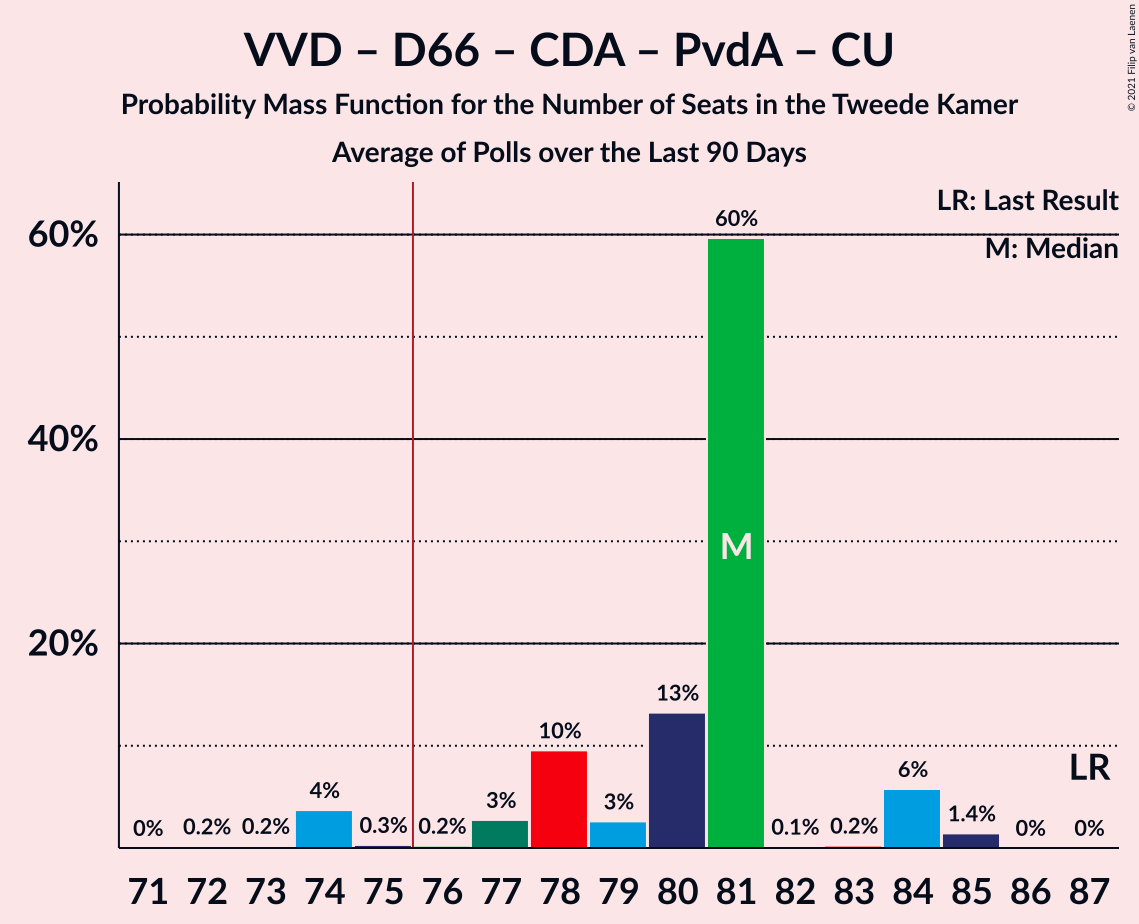 VVD – D66 – CDA – PvdA – CU
Probability Mass Function for the Number of Seats in the Tweede Kamer
Average of Polls over the Last 90 Days
© 2021 Filip van Laenen
LR: Last Result
M: Median
60%
40%
20%
0% 0.2% 0.2% 4% 0.3% 0.2% 3% 10% 3% 13% 60% 0.1% 0.2% 6% 1.4% 0% 0%
M
LR
71 72 73 74 75 76 77 78 79 80 81 82 83 84 85 86 87